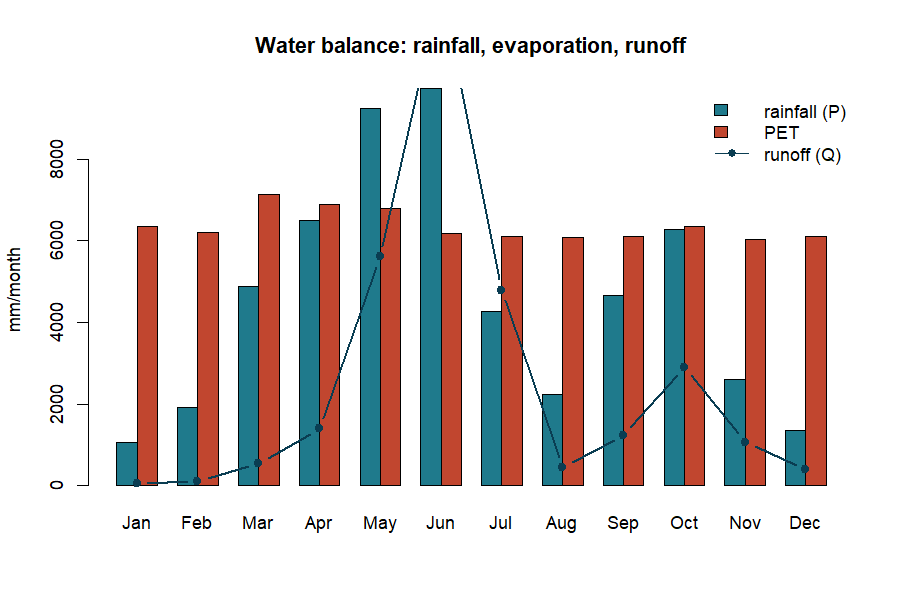 Water balance: rainfall, evaporation, runoff
rainfall (P)
PET
runoff (Q)
mm/month
8000
6000
4000
2000
0
Jan Feb Mar Apr May Jun Jul Aug Sep Oct Nov Dec